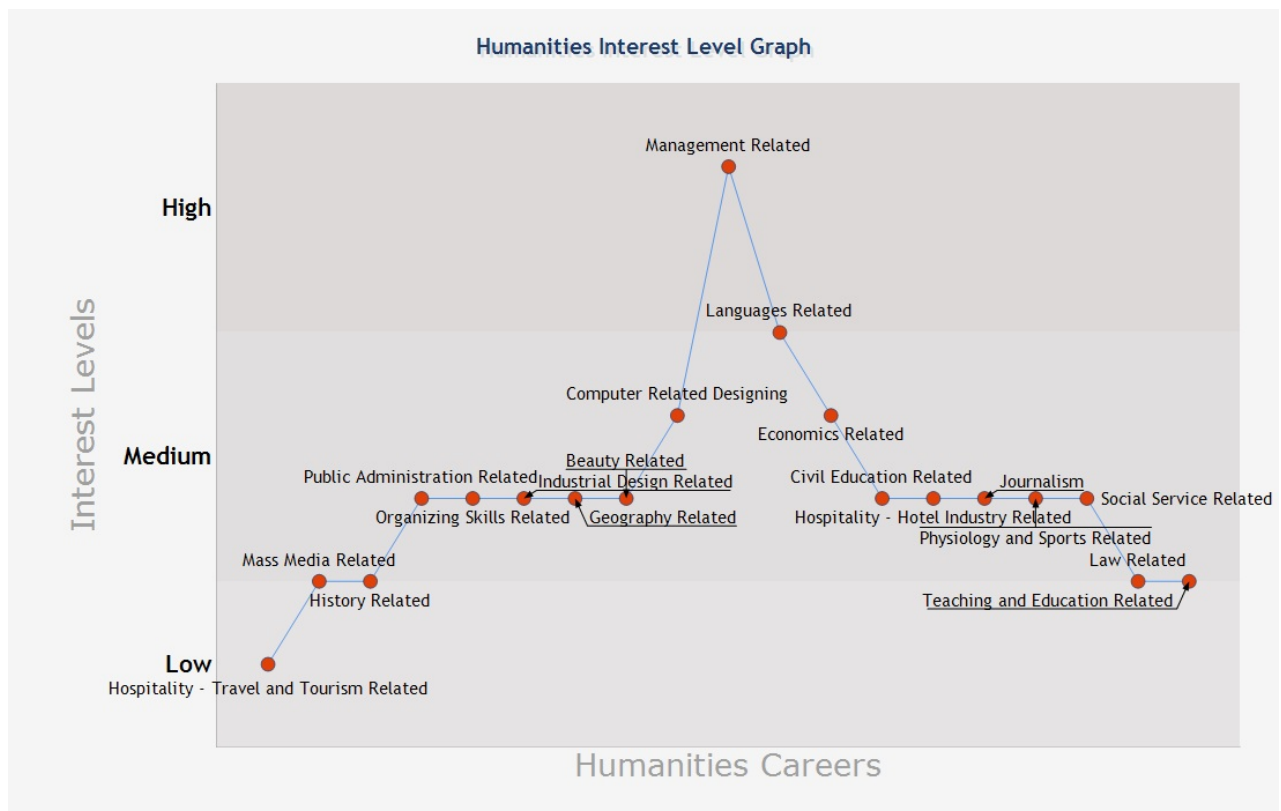 Humanities Interest Level Graph
Management Related
High
Languages Related
Computer Related Designing
Economics Related
Medium
Beauty Related
Public Administration Related
Industrial Design Related
Civil Education Related
Journalism
Social Service Related
Organizing Skills Related
Geography Related
Hospitality - Hotel Industry Related
Physiology and Sports Related
Mass Media Related
Law Related
History Related
Teaching and Education Related
Low
Hospitality - Travel and Tourism Related
Interest Levels
Humanities Careers